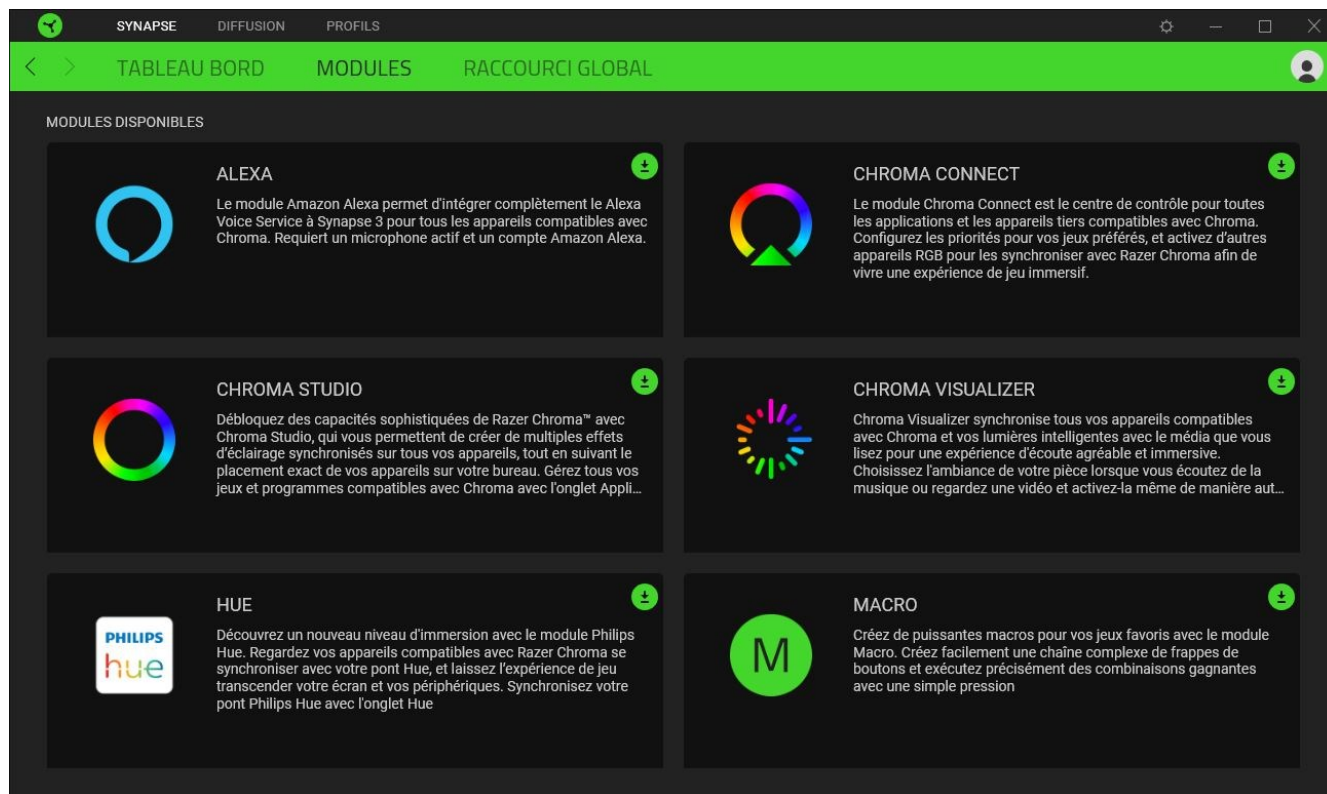 SYNAPSE DIFFUSION PROFILS
TABLEAU BORD MODULES RACCOURCI GLOBAL
MODULES DISPONIBLES
ALEXA
Le module Amazon Alexa permet d'intégrer complètement le Alexa
Voice Service à Synapse 3 pour tous les appareils compatibles avec
Chroma. Requiert un microphone actif et un compte Amazon Alexa.
CHROMA CONNECT
Le module Chroma Connect est le centre de contrôle pour toutes
les applications et les appareils tiers compatibles avec Chroma.
Configurez les priorités pour vos jeux préférés, et activez d'autres
appareils RGB pour les synchroniser avec Razer Chroma afin de
vivre une expérience de jeu immersif.
CHROMA STUDIO
Débloquez des capacités sophistiquées de Razer Chroma™ avec
Chroma Studio, qui vous permettent de créer de multiples effets
d'éclairage synchronisés sur tous vos appareils, tout en suivant le
placement exact de vos appareils sur votre bureau. Gérez tous vos
jeux et programmes compatibles avec Chroma avec l'onglet Appli...
CHROMA VISUALIZER
Chroma Visualizer synchronise tous vos appareils compatibles
avec Chroma et vos lumières intelligentes avec le média que vous
lisez pour une expérience d'écoute agréable et immersive.
Choisissez l'ambiance de votre pièce lorsque vous écoutez de la
musique ou regardez une vidéo et activez-la même de manière aut...
PHILIPS
hue
HUE
Découvrez un nouveau niveau d'immersion avec le module Philips
Hue. Regardez vos appareils compatibles avec Razer Chroma se
synchroniser avec votre pont Hue, et laissez l'expérience de jeu
transcender votre écran et vos périphériques. Synchronisez votre
pont Philips Hue avec l'onglet Hue
M
MACRO
Créez de puissantes macros pour vos jeux favoris avec le module
Macro. Créez facilement une chaîne complexe de frappes de
boutons et exécutez précisément des combinaisons gagnantes
avec une simple pression